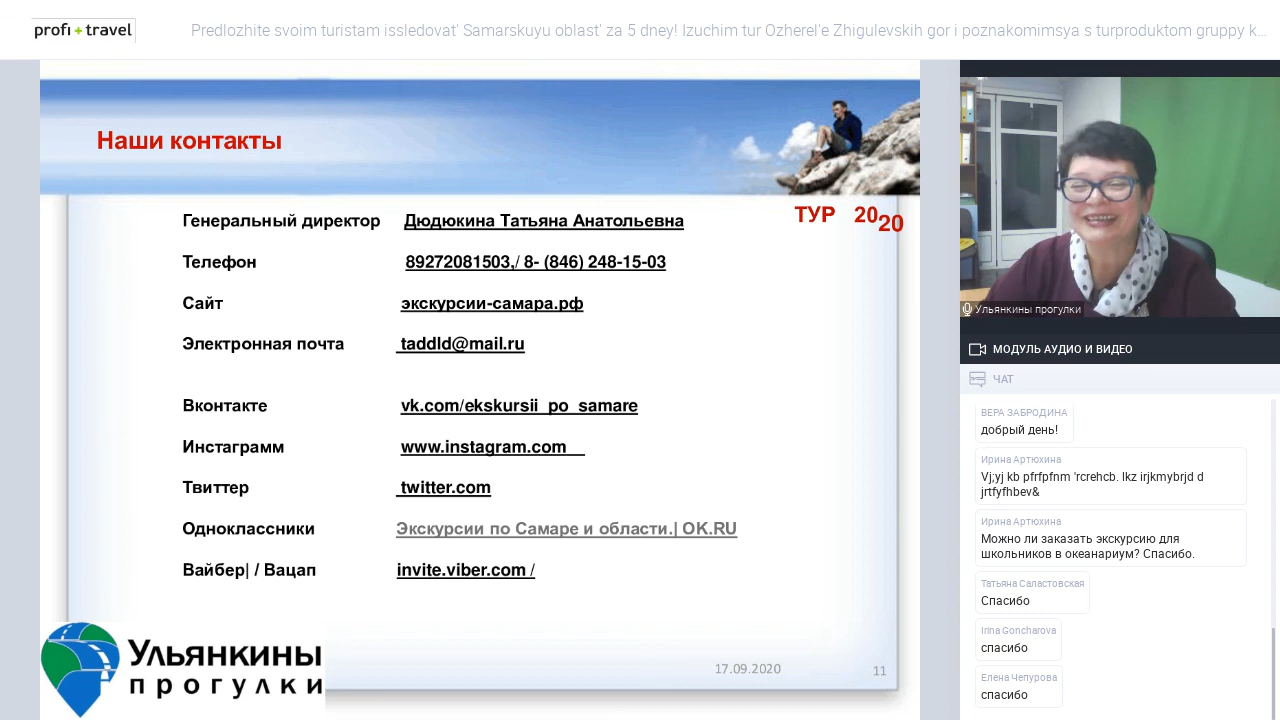 profi + travel
Predlozhite svoim turistam issledovat' Samarskuyu oblast' za 5 dney! Izuchim tur Ozherel'e Zhigulevskih gor i poznakomimsya s turproduktom gruppy k...
Наши контакты
ТУР 2020
Генеральный директор Дюдюкина Татьяна Анатольевна
Телефон 89272081503,/ 8- (846) 248-15-03
Сайт экскурсии-самара.рф
Электронная почта taddld@mail.ru
Вконтакте vk.com/ekskursii_po_samare
Инстаграмм www.instagram.com
Твиттер twitter.com
Одноклассники Экскурсии по Самаре и области.| OK.RU
Вайбер| / Вацап invite.viber.com /
Ульянкины
прогулки
17.09.2020
11
Ульянкины прогулки
МОДУЛЬ АУДИО И ВИДЕО
ЧАТ
ВЕРА ЗАБРОДИНА
добрый день!
Ирина Артюхина
Vj;yj kb pfrfpfnm 'rcrehcb. lkz irjkmybrjd d
jrtfyfhbev&
Ирина Артюхина
Можно ли заказать экскурсию для
школьников в океанариум? Спасибо.
Татьяна Саластовская
Спасибо
Irina Goncharova
спасибо
Елена Чепурова
спасибо